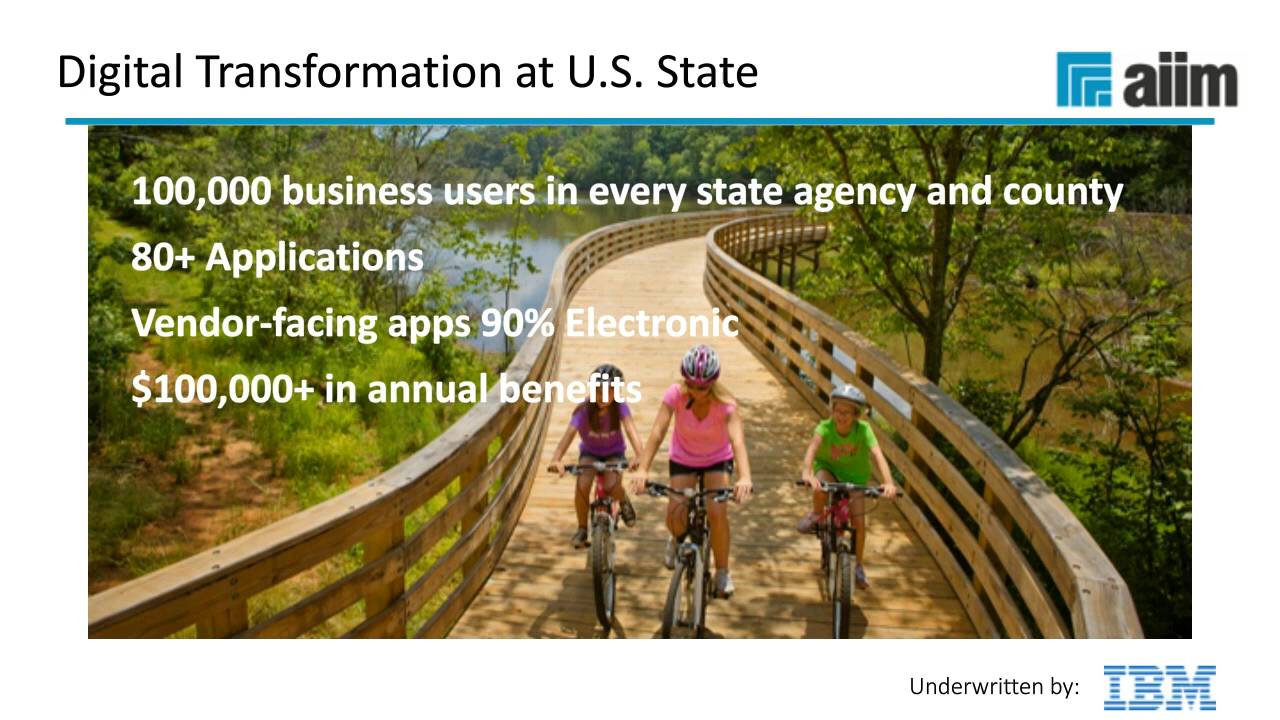 Digital Transformation at U.S. State
aiim
100,000 business users in every state agency and county
80+ Applications
Vendor-facing apps 90% Electronic
$100,000+ in annual benefits
Underwritten by:
IBM